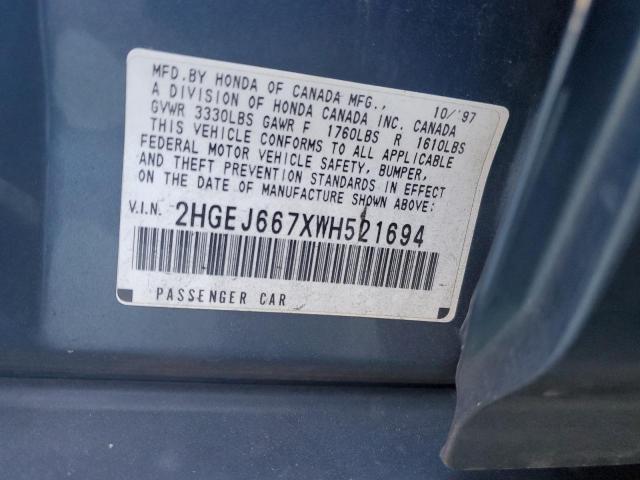 MFD.BY HONDA OF CANADA MFG., 10/'97
A DIVISION OF HONDA CANADA INC. CANADA
GVWR 3330LBS GAWR F 1760LBS R 1610LBS
THIS VEHICLE CONFORMS TO ALL APPLICABLE
FEDERAL MOTOR VEHICLE SAFETY, BUMPER,
AND THEFT PREVENTION STANDARDS IN EFFECT
ON THE DATE OF MANUFACTURE SHOWN ABOVE:
V.I.N. 2HGEJ667XWH521694
PASSENGER CAR